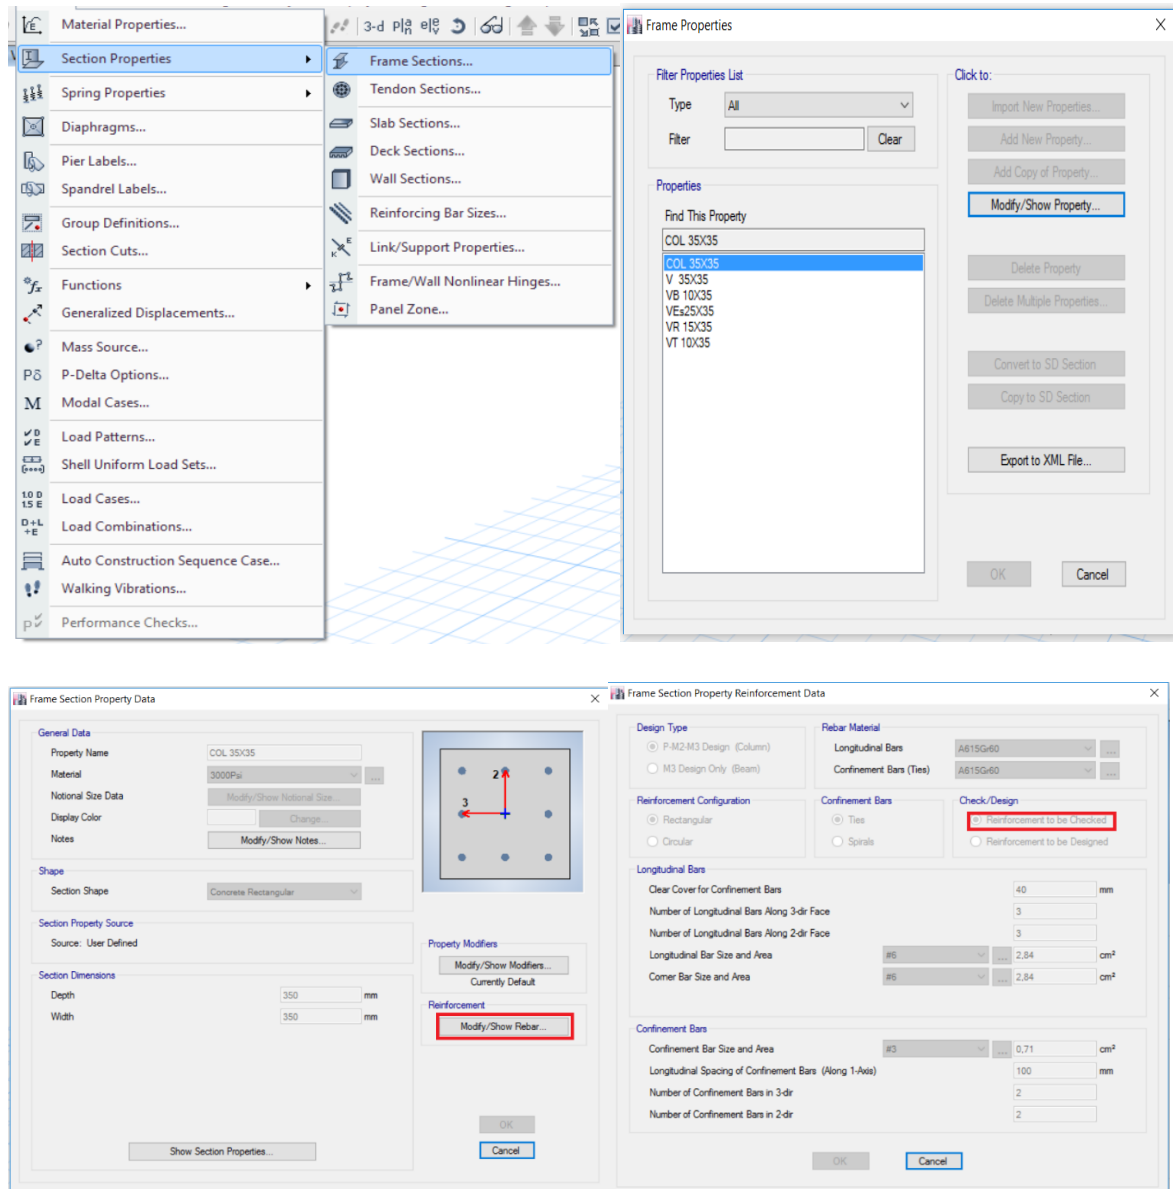 Material Properties...
Section Properties
Spring Properties
Diaphragms...
Pier Labels...
Spandrel Labels...
Group Definitions...
Section Cuts...
Functions
Generalized Displacements...
Mass Source...
P-Delta Options...
Modal Cases...
Load Patterns...
Shell Uniform Load Sets...
Load Cases...
Load Combinations...
Auto Construction Sequence Case...
Walking Vibrations...
Performance Checks...
3-d
Frame Sections...
Tendon Sections...
Slab Sections...
Deck Sections...
Wall Sections...
Reinforcing Bar Sizes...
Link/Support Properties...
Frame/Wall Nonlinear Hinges...
Panel Zone...
Frame Properties
Filter Properties List
Type All
Filter Clear
Properties
Find This Property
COL 35X35
COL 35X35
V 35X35
VB 10X35
VEs25X35
VR 15X35
VT 10X35
Click to:
Import New Properties...
Add New Property...
Add Copy of Property...
Modify/Show Property...
Delete Property
Delete Multiple Properties...
Convert to SD Section
Copy to SD Section
Export to XML File...
OK Cancel
Frame Section Property Data
General Data
Property Name COL 35X35
Material 3000Psi ...
Notional Size Data Modify/Show Notional Size...
Display Color Change...
Notes Modify/Show Notes...
Shape
Section Shape Concrete Rectangular
Section Property Source
Source: User Defined
Section Dimensions
Depth 350 mm
Width 350 mm
Show Section Properties...
2
3
Property Modifiers
Modify/Show Modifiers...
Currently Default
Reinforcement
Modify/Show Rebar...
OK
Cancel
Frame Section Property Reinforcement Data
Design Type
P-M2-M3 Design (Column)
M3 Design Only (Beam)
Rebar Material
Longitudinal Bars A615Gr60 ...
Confinement Bars (Ties) A615Gr60 ...
Reinforcement Configuration
Rectangular
Circular
Confinement Bars
Ties
Spirals
Check/Design
Reinforcement to be Checked
Reinforcement to be Designed
Longitudinal Bars
Clear Cover for Confinement Bars 40 mm
Number of Longitudinal Bars Along 3-dir Face 3
Number of Longitudinal Bars Along 2-dir Face 3
Longitudinal Bar Size and Area #6 ... 2,84 cm²
Corner Bar Size and Area #6 ... 2,84 cm²
Confinement Bars
Confinement Bar Size and Area #3 ... 0,71 cm²
Longitudinal Spacing of Confinement Bars (Along 1-Axis) 100 mm
Number of Confinement Bars in 3-dir 2
Number of Confinement Bars in 2-dir 2
OK Cancel